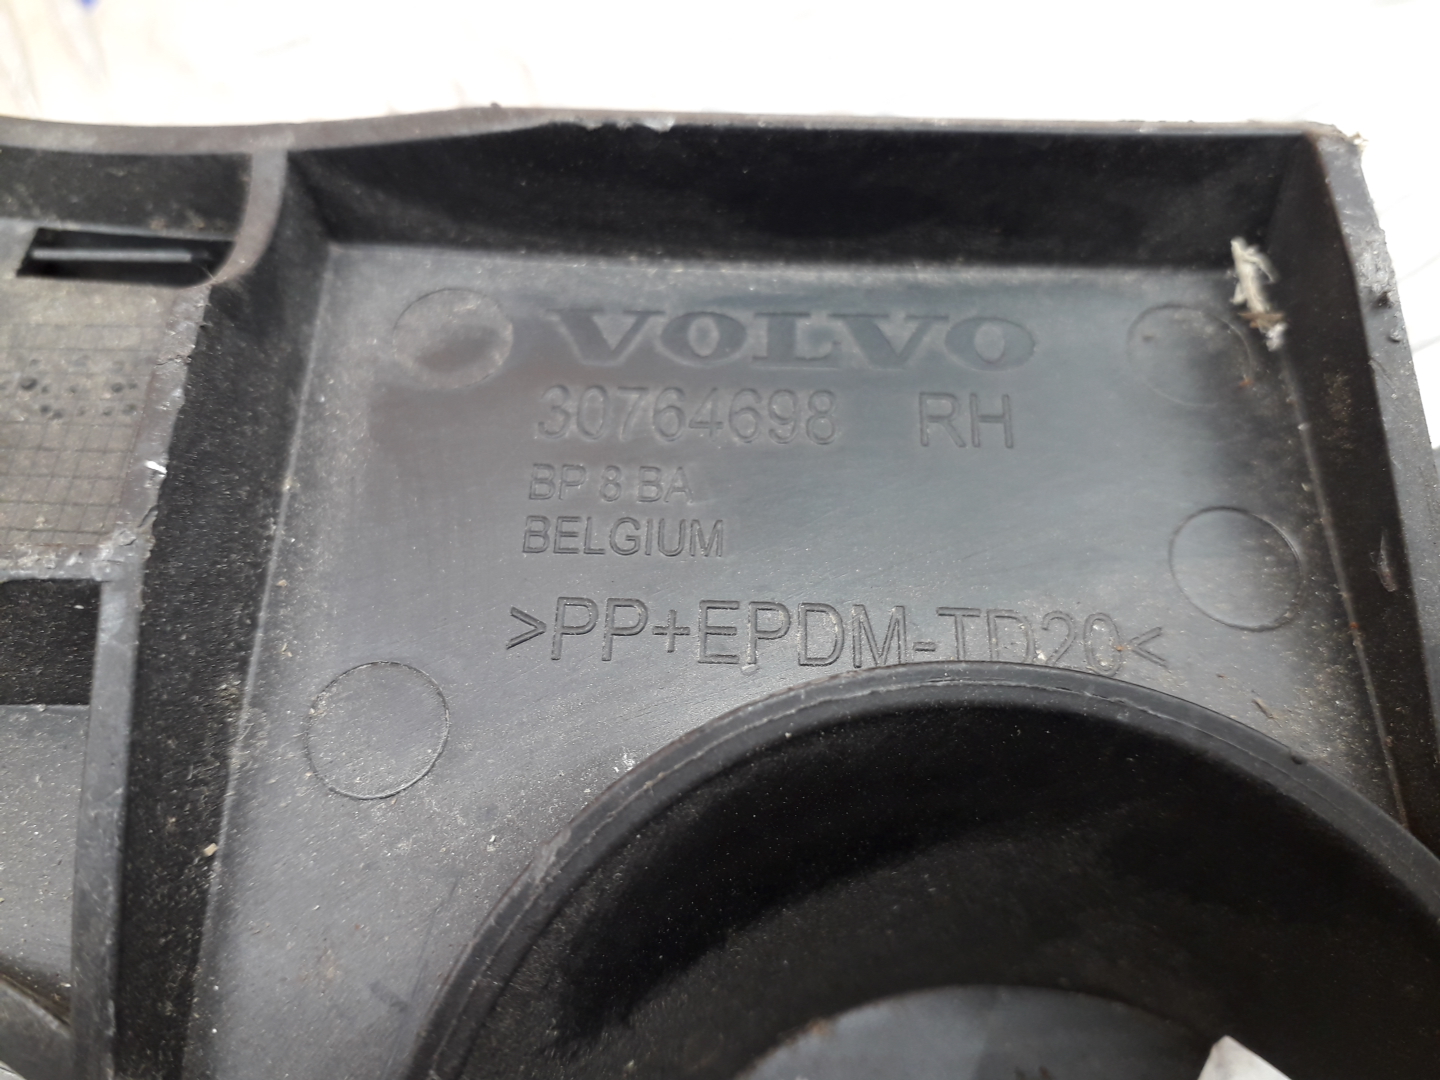 VOLVO
30764698 RH
BP 8 BA
BELGIUM
>PP+EPDM-TD20<